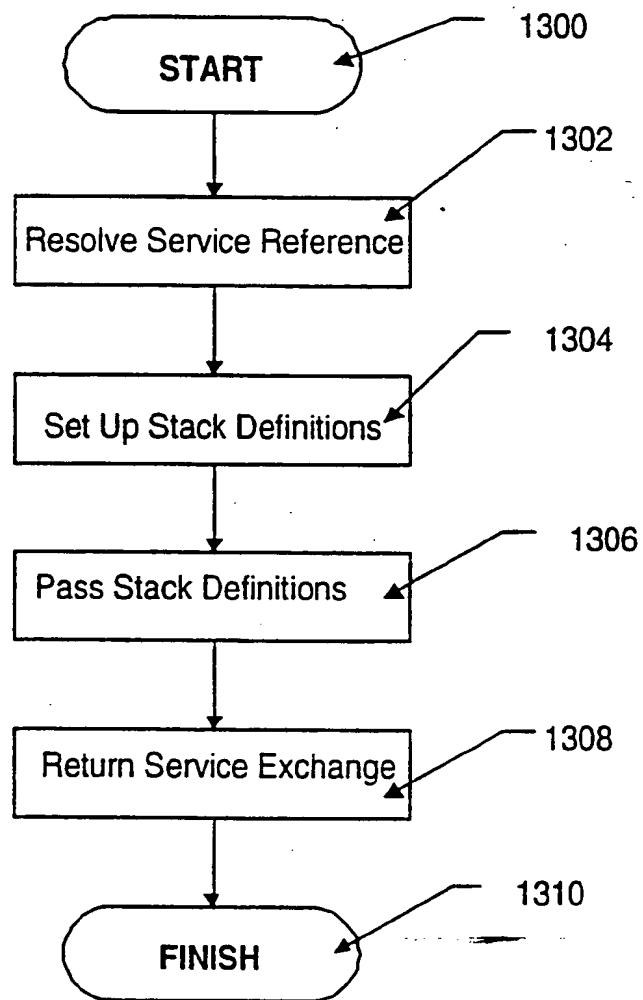 1300
START
1302
Resolve Service Reference
1304
Set Up Stack Definitions
1306
Pass Stack Definitions
1308
Return Service Exchange
1310
FINISH